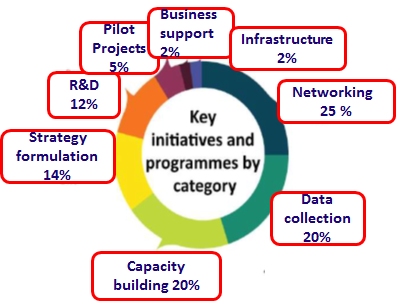 Business
support
2%
Pilot
Projects
5%
Infrastructure
2%
R&D
12%
Networking
25 %
Key
initiatives and
programmes by
category
Strategy
formulation
14%
Data
collection
20%
Capacity
building 20%